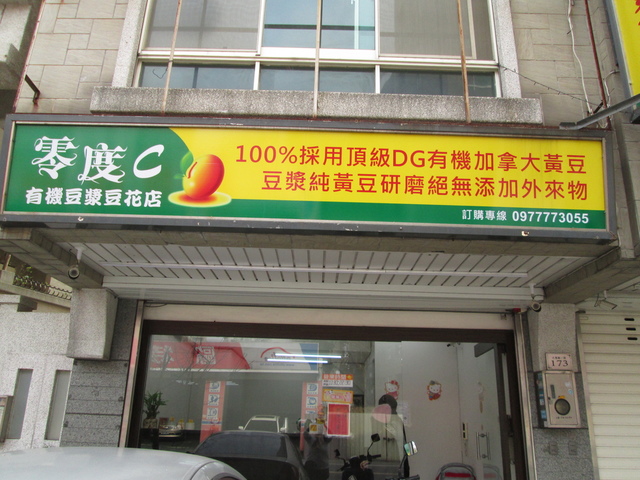 零度C
有機豆漿豆花店
100%採用頂級DG有機加拿大黃豆
豆漿純黃豆研磨絕無添加外來物
訂購專線 0977773055
173